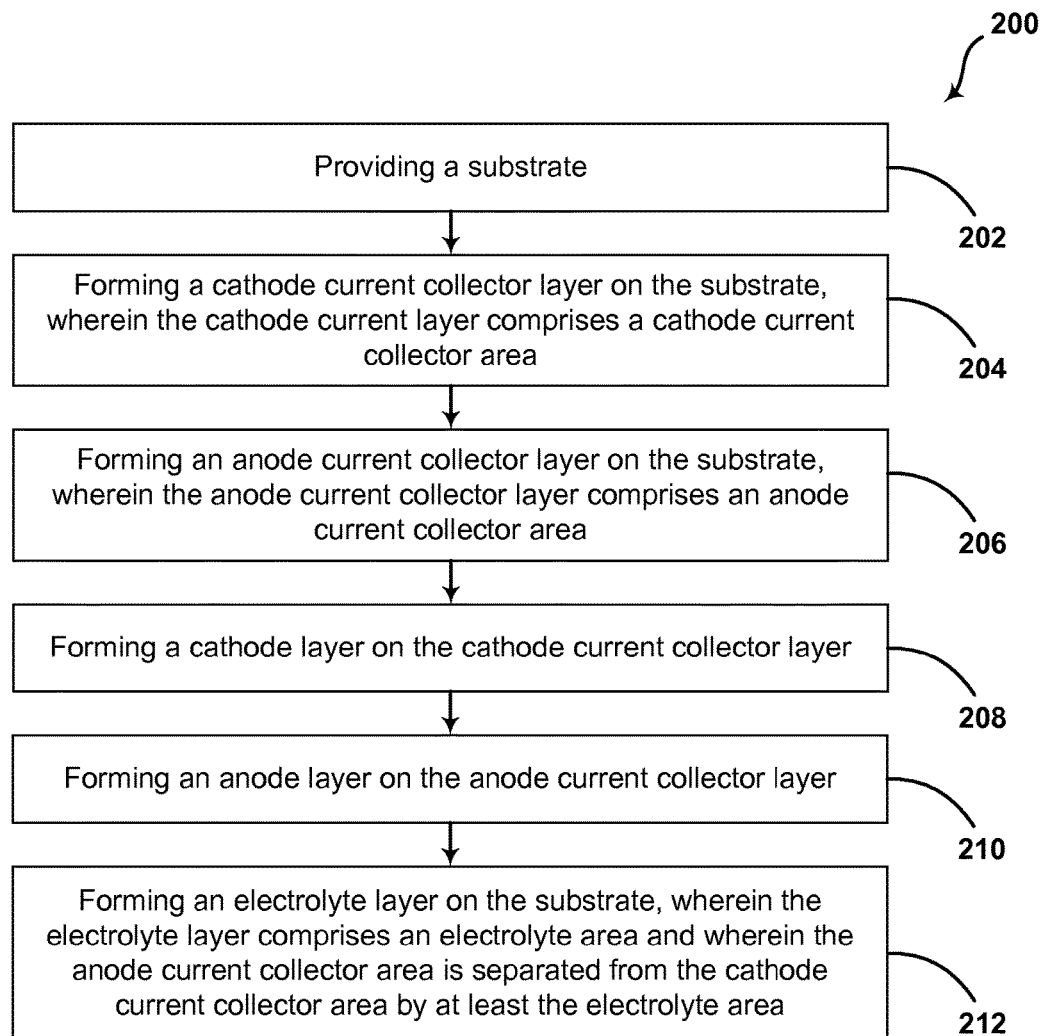 200
Providing a substrate
202
Forming a cathode current collector layer on the substrate,
wherein the cathode current layer comprises a cathode current
collector area
204
Forming an anode current collector layer on the substrate,
wherein the anode current collector layer comprises an anode
current collector area
206
Forming a cathode layer on the cathode current collector layer
208
Forming an anode layer on the anode current collector layer
210
Forming an electrolyte layer on the substrate, wherein the
electrolyte layer comprises an electrolyte area and wherein the
anode current collector area is separated from the cathode
current collector area by at least the electrolyte area
212